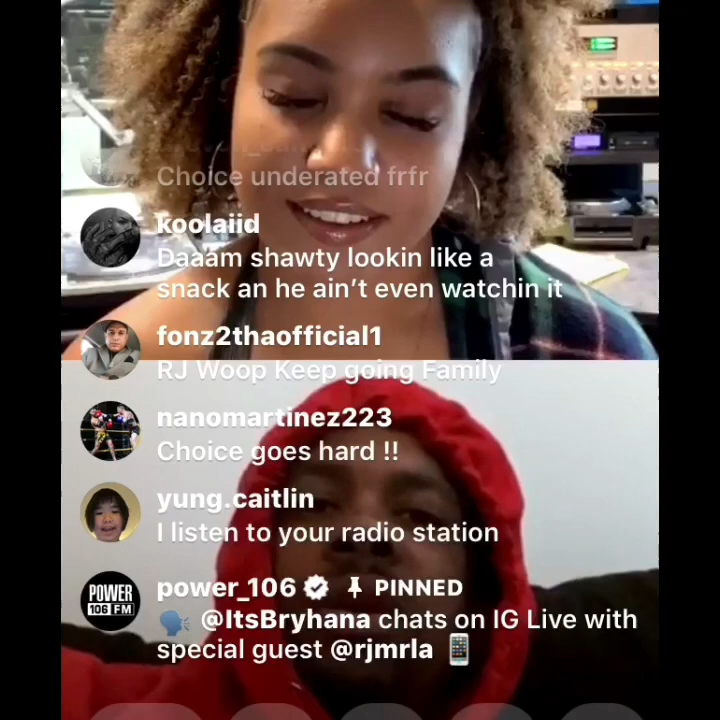 Choice underated frfr
koolaiid
Daaam shawty lookin like a
snack an he ain't even watchin it
fonz2thaofficial1
RJ Woop Keep going Family
nanomartinez223
Choice goes hard !!
yung.caitlin
I listen to your radio station
POWER
106 FM
power_106 PINNED
🗣 @ItsBryhana chats on IG Live with
special guest @rjmrla 📱